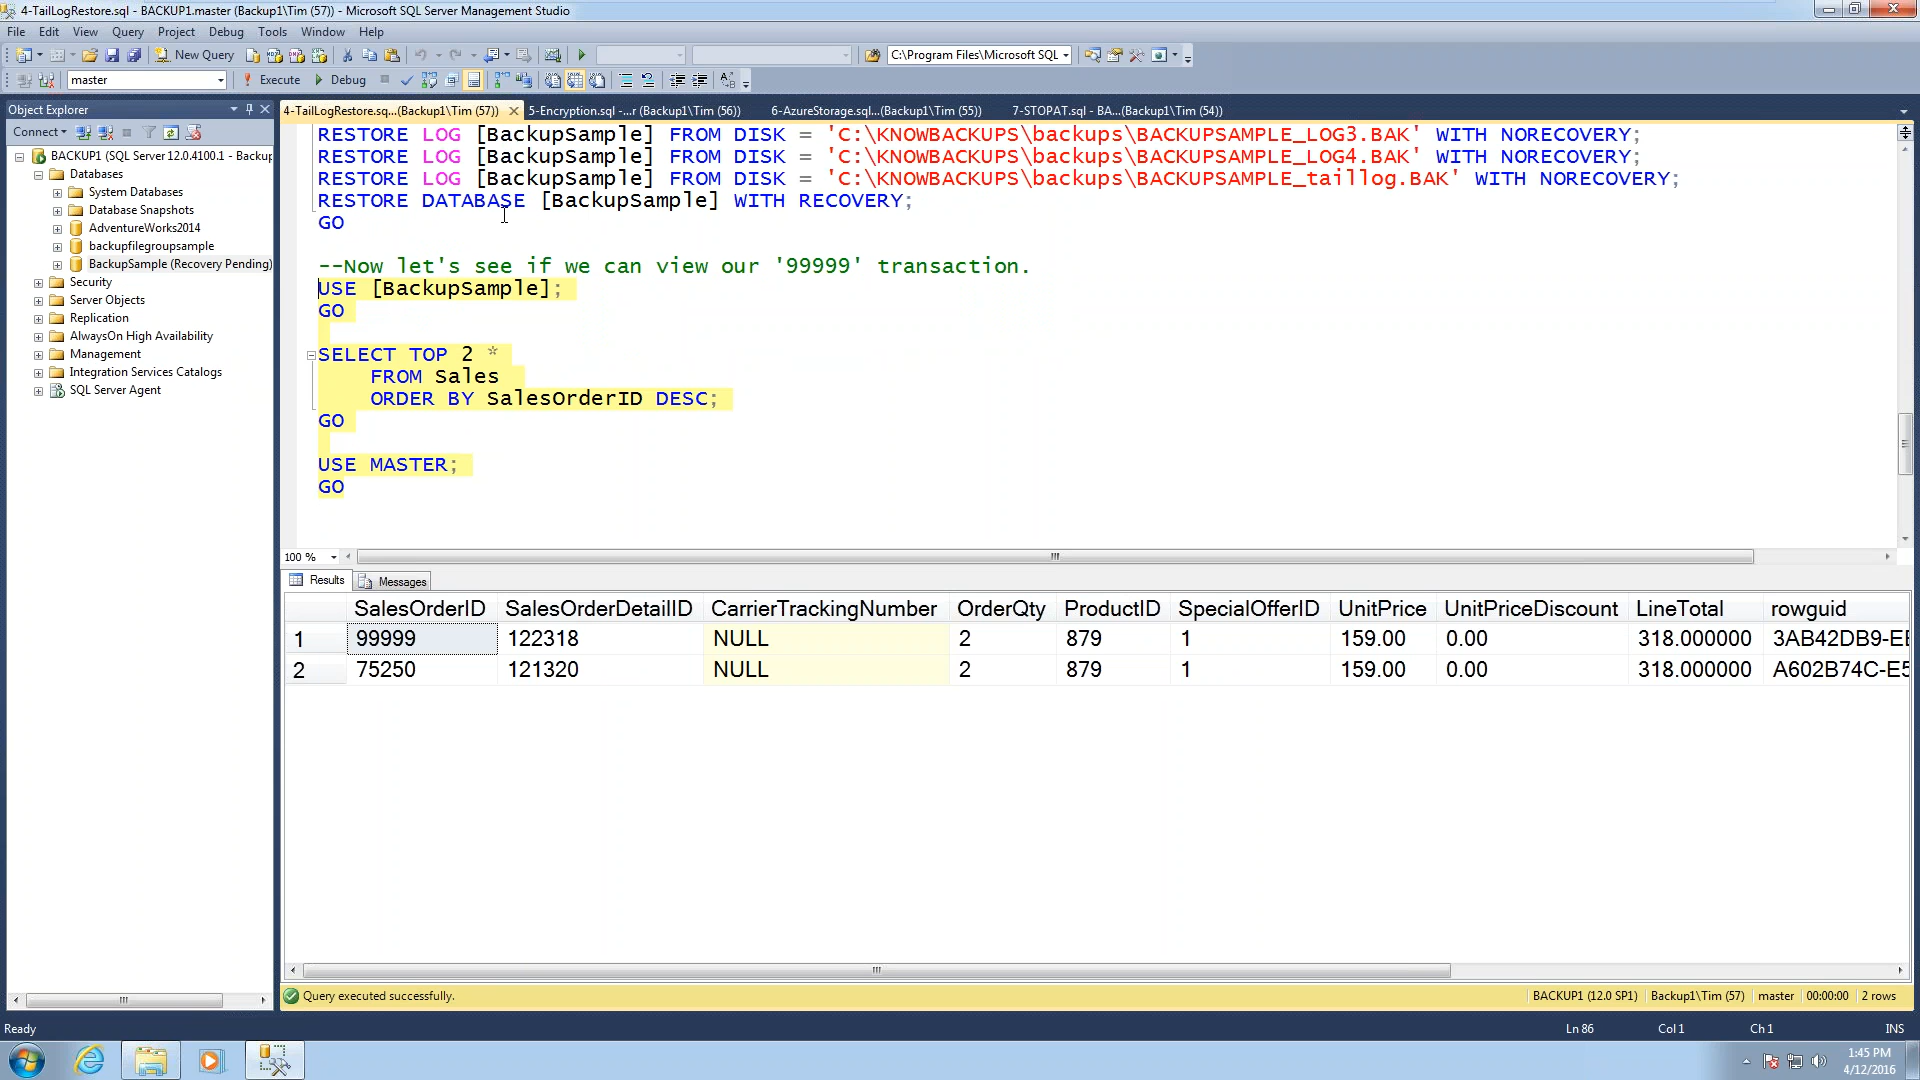 4-TailLogRestore.sql - BACKUP1.master (Backup1\Tim (57)) - Microsoft SQL Server Management Studio
File Edit View Query Project Debug Tools Window Help
New Query C:\Program Files\Microsoft SQL
master Execute Debug
Object Explorer
Connect
BACKUP1 (SQL Server 12.0.4100.1 - Backup
Databases
System Databases
Database Snapshots
AdventureWorks2014
backupfilegroupsample
BackupSample (Recovery Pending)
Security
Server Objects
Replication
AlwaysOn High Availability
Management
Integration Services Catalogs
SQL Server Agent
4-TailLogRestore.sq...(Backup1\Tim (57)) 5-Encryption.sql -...r (Backup1\Tim (56)) 6-AzureStorage.sql...(Backup1\Tim (55)) 7-STOPAT.sql - BA...(Backup1\Tim (54))
RESTORE LOG [BackupSample] FROM DISK = 'C:\KNOWBACKUPS\backups\BACKUPSAMPLE_LOG3.BAK' WITH NORECOVERY;
RESTORE LOG [BackupSample] FROM DISK = 'C:\KNOWBACKUPS\backups\BACKUPSAMPLE_LOG4.BAK' WITH NORECOVERY;
RESTORE LOG [BackupSample] FROM DISK = 'C:\KNOWBACKUPS\backups\BACKUPSAMPLE_taillog.BAK' WITH NORECOVERY;
RESTORE DATABASE [BackupSample] WITH RECOVERY;
GO
--Now let's see if we can view our '99999' transaction.
USE [BackupSample];
GO
SELECT TOP 2 *
FROM Sales
ORDER BY SalesOrderID DESC;
GO
USE MASTER;
GO
100 %
Results Messages
SalesOrderID SalesOrderDetailID CarrierTrackingNumber OrderQty ProductID SpecialOfferID UnitPrice UnitPriceDiscount LineTotal rowguid
1 99999 122318 NULL 2 879 1 159.00 0.00 318.000000 3AB42DB9-EE
2 75250 121320 NULL 2 879 1 159.00 0.00 318.000000 A602B74C-E5
Query executed successfully. BACKUP1 (12.0 SP1) Backup1\Tim (57) master 00:00:00 2 rows
Ready Ln 86 Col 1 Ch 1 INS
1:45 PM
4/12/2016